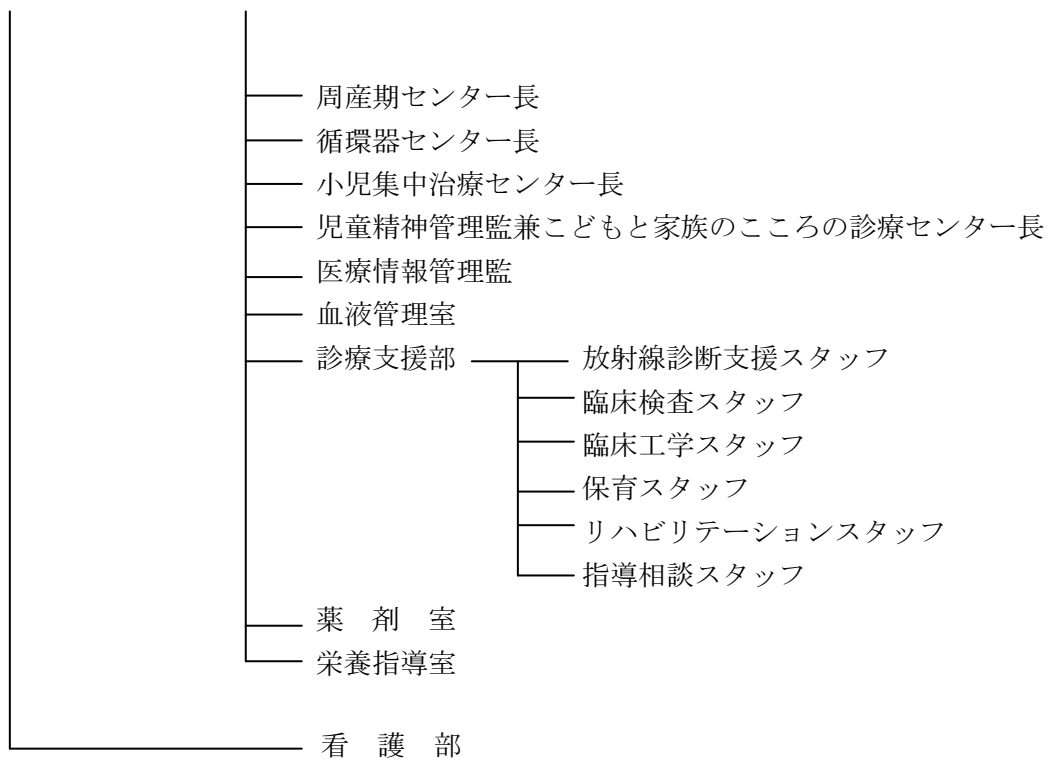 周産期センター長
循環器センター長
小児集中治療センター長
児童精神管理監兼こどもと家族のこころの診療センター長
医療情報管理監
血液管理室
診療支援部 放射線診断支援スタッフ
臨床検査スタッフ
臨床工学スタッフ
保育スタッフ
リハビリテーションスタッフ
指導相談スタッフ
薬　剤　室
栄養指導室
看　護　部